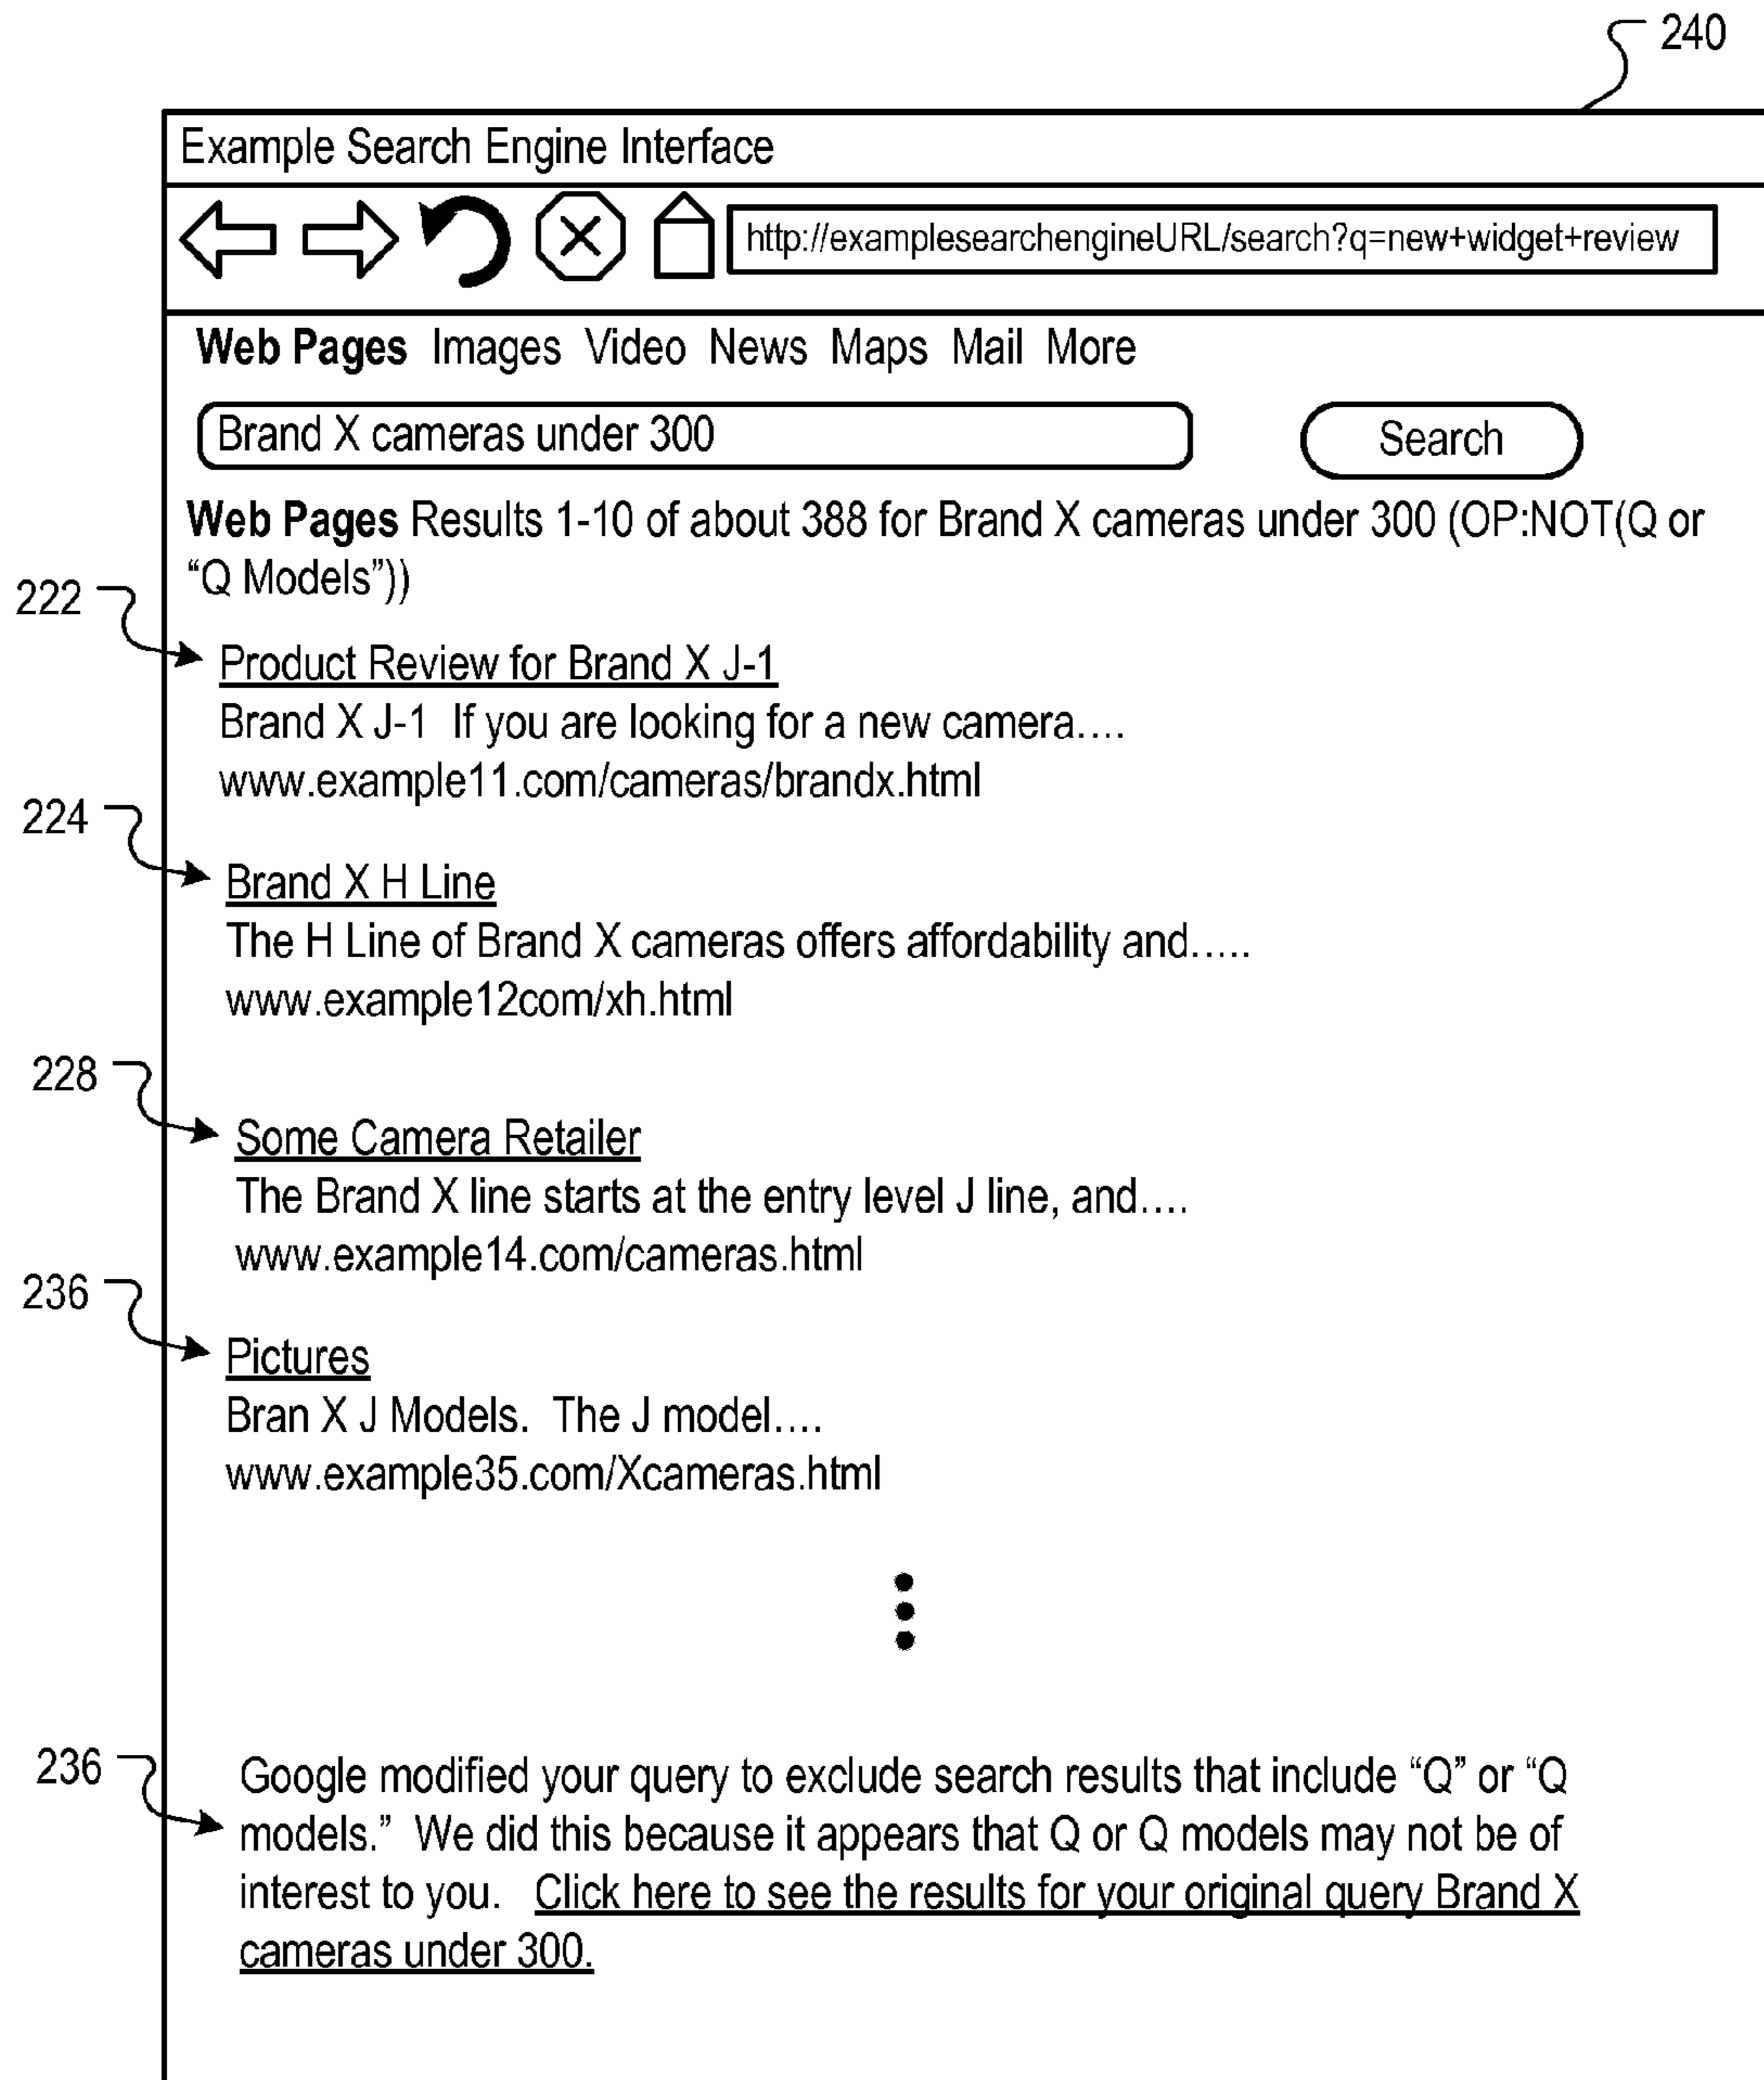 240
Example Search Engine Interface
http://examplesearchengineURL/search?q=new+widget+review
Web Pages Images Video News Maps Mail More
Brand X cameras under 300
Search
Web Pages Results 1-10 of about 388 for Brand X cameras under 300 (OP:NOT(Q or
“Q Models”))
222
Product Review for Brand X J-1
Brand X J-1 If you are looking for a new camera....
www.example11.com/cameras/brandx.html
224
Brand X H Line
The H Line of Brand X cameras offers affordability and.....
www.example12com/xh.html
228
Some Camera Retailer
The Brand X line starts at the entry level J line, and....
www.example14.com/cameras.html
236
Pictures
Bran X J Models. The J model....
www.example35.com/Xcameras.html
236
Google modified your query to exclude search results that include “Q” or “Q
models.” We did this because it appears that Q or Q models may not be of
interest to you. Click here to see the results for your original query Brand X
cameras under 300.